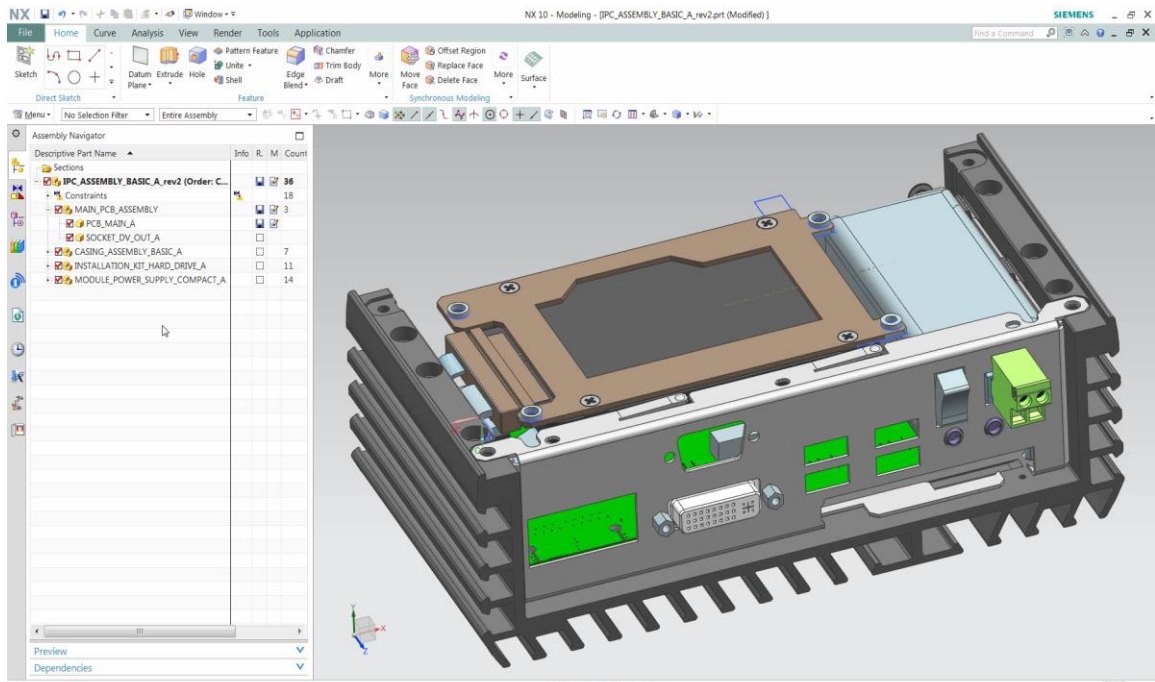 NX Window NX 10 - Modeling - [IPC_ASSEMBLY_BASIC_A_rev2.prt (Modified) ] SIEMENS
File Home Curve Analysis View Render Tools Application Find a Command
Sketch
Direct Sketch
Datum Plane
Extrude
Hole
Pattern Feature
Unite
Shell
Edge Blend
Chamfer
Trim Body
Draft
More
Feature
Move Face
Offset Region
Replace Face
Delete Face
More
Synchronous Modeling
Surface
Menu No Selection Filter Entire Assembly
Assembly Navigator
Descriptive Part Name Info R. M Count
Sections
IPC_ASSEMBLY_BASIC_A_rev2 (Order: C... 36
Constraints 18
MAIN_PCB_ASSEMBLY 3
PCB_MAIN_A
SOCKET_DV_OUT_A
CASING_ASSEMBLY_BASIC_A 7
INSTALLATION_KIT_HARD_DRIVE_A 11
MODULE_POWER_SUPPLY_COMPACT_A 14
Y
X
Z
Preview
Dependencies